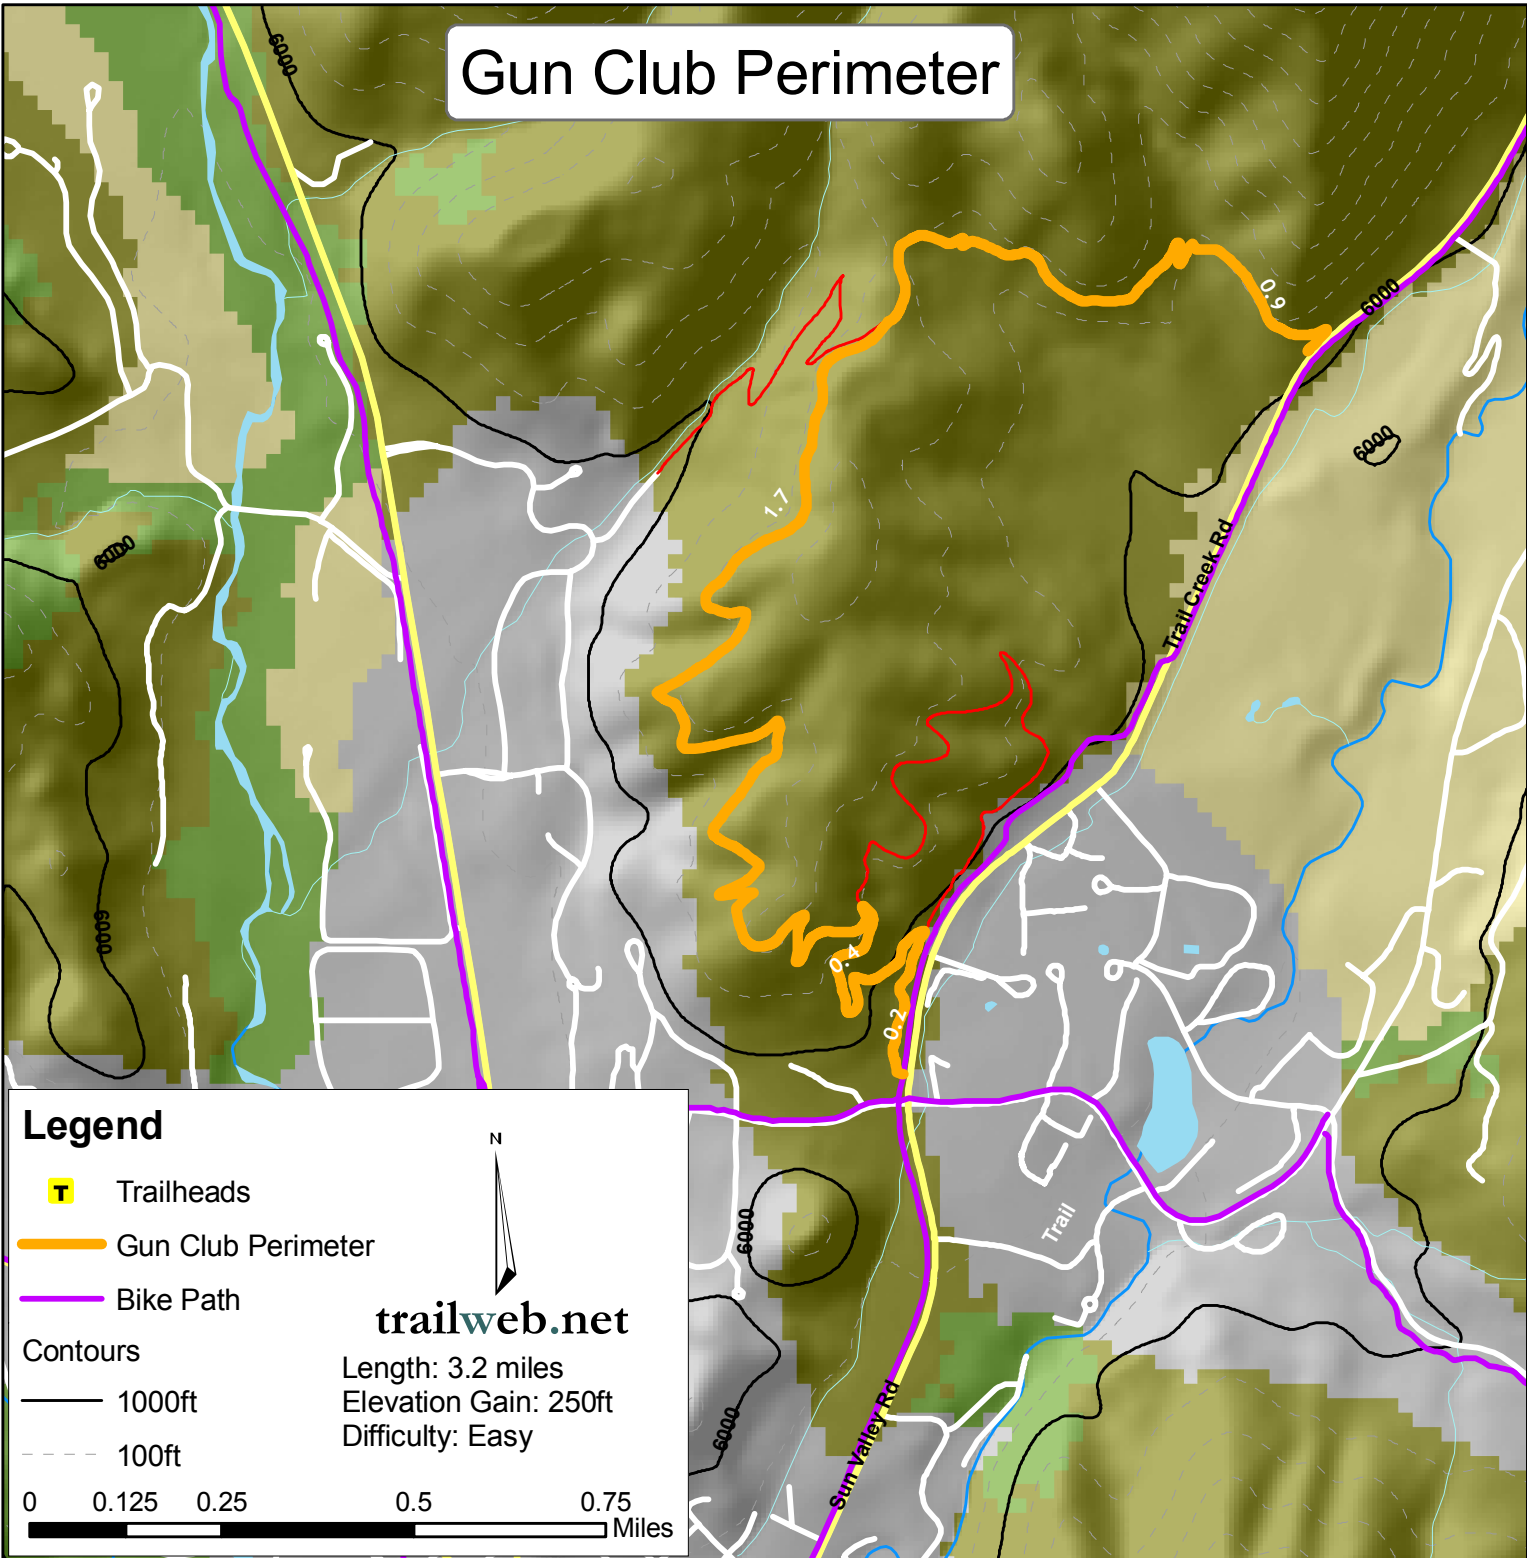 Gun Club Perimeter
6000
0.9
6000
6000
1.7
6000
Trail Creek Rd
6000
0.4
0.2
Trail
6000
6000
Sun Valley Rd
Legend
N
T Trailheads
Gun Club Perimeter
Bike Path
trailweb.net
Contours
Length: 3.2 miles
1000ft
Elevation Gain: 250ft
Difficulty: Easy
100ft
0 0.125 0.25 0.5 0.75
Miles